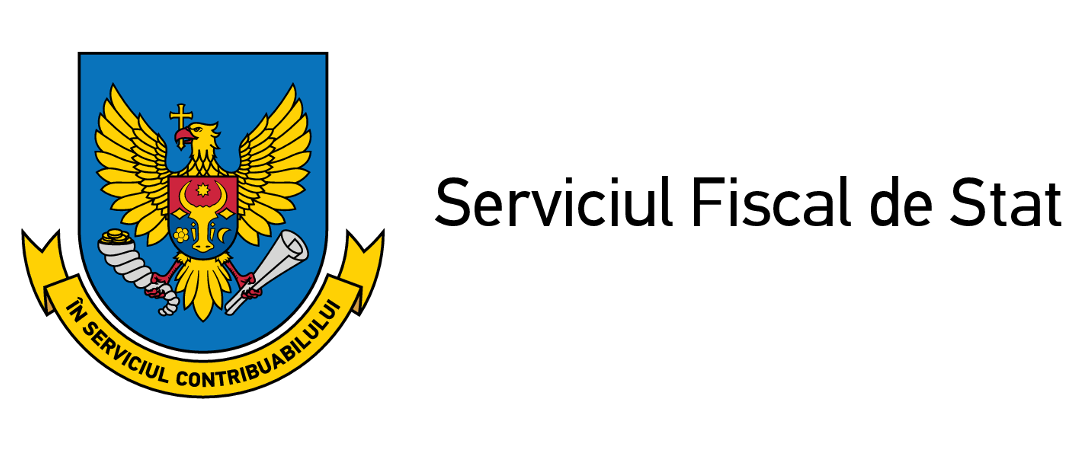 Serviciul Fiscal de Stat
ÎN SERVICIUL CONTRIBUABILULUI